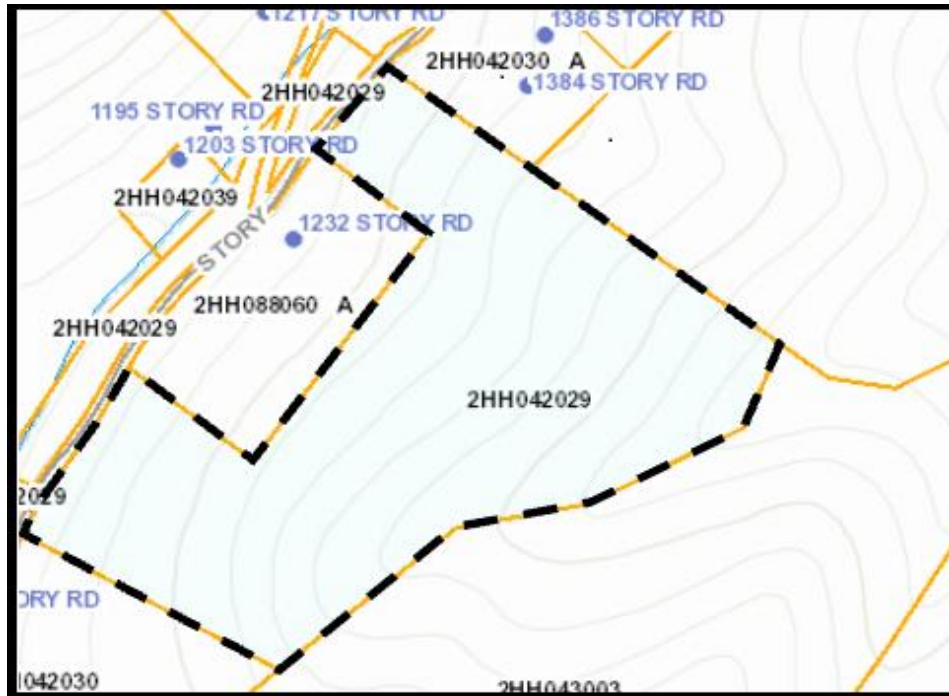 1217 STORY RD
1386 STORY RD
2HH042030 A
1384 STORY RD
2HH042029
1195 STORY RD
1203 STORY RD
2HH042039
STORY
1232 STORY RD
2HH088060 A
2HH042029
2HH042029
2029
ORY RD
H042030
2HH043003